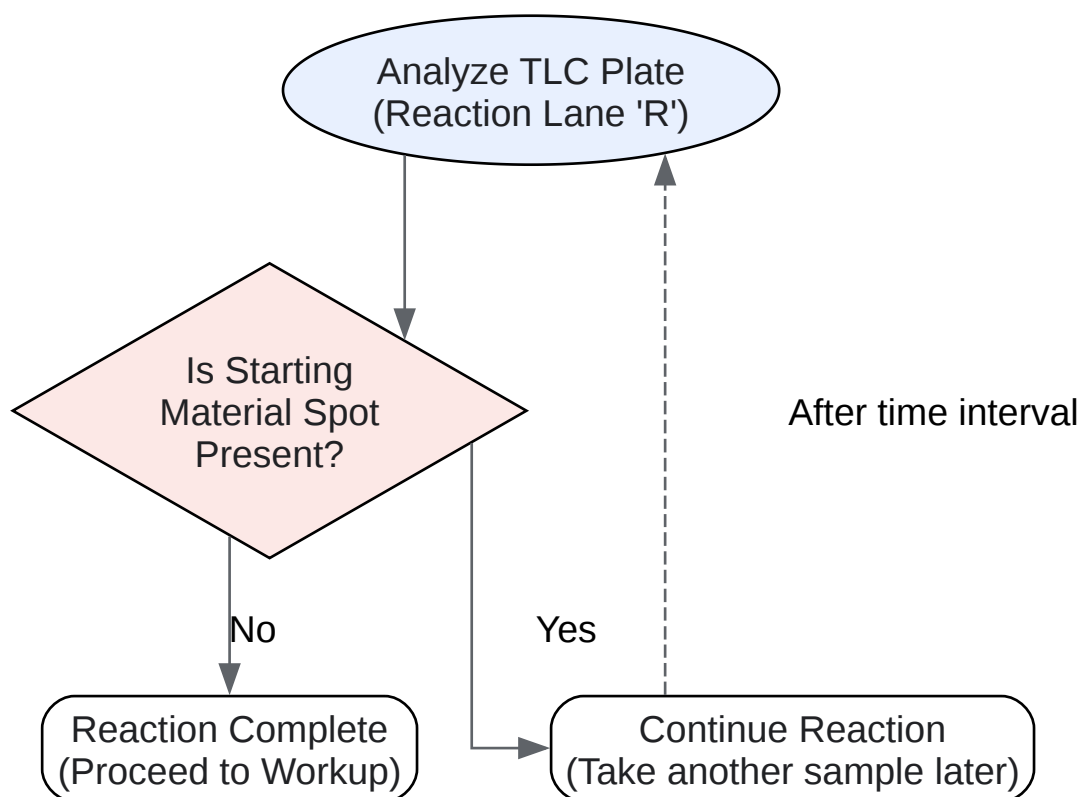 Analyze TLC Plate
(Reaction Lane 'R')
Is Starting
Material Spot
Present?
After time interval
No
Yes
Reaction Complete
(Proceed to Workup)
Continue Reaction
(Take another sample later)